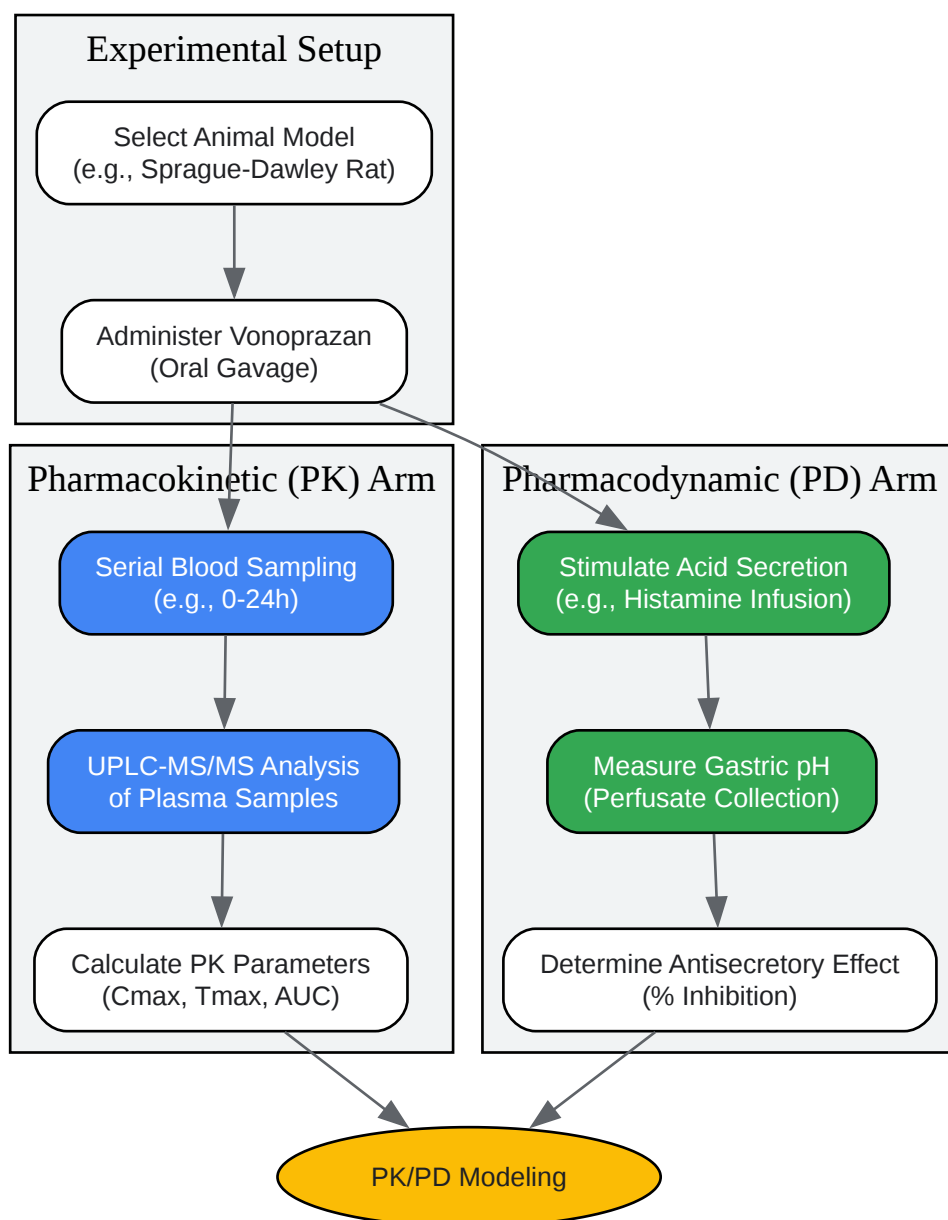 Experimental Setup
Select Animal Model
(e.g., Sprague-Dawley Rat)
Administer Vonoprazan
(Oral Gavage)
Pharmacokinetic (PK) Arm
Serial Blood Sampling
(e.g., 0-24h)
UPLC-MS/MS Analysis
of Plasma Samples
Calculate PK Parameters
(Cmax, Tmax, AUC)
Pharmacodynamic (PD) Arm
Stimulate Acid Secretion
(e.g., Histamine Infusion)
Measure Gastric pH
(Perfusate Collection)
Determine Antisecretory Effect
(% Inhibition)
PK/PD Modeling